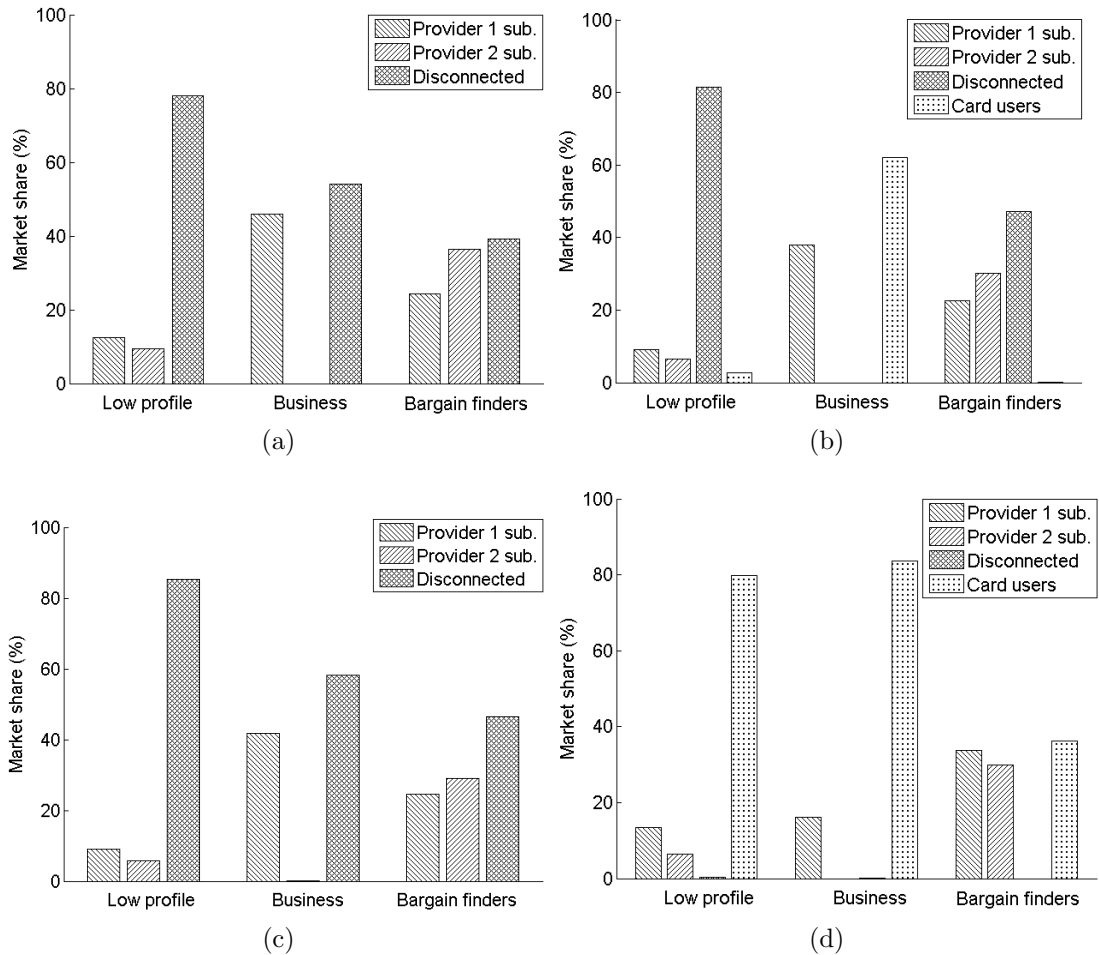 100
80
60
40
20
0
Market share (%)
Provider 1 sub.
Provider 2 sub.
Disconnected
Low profile
Business
Bargain finders
(a)
100
80
60
40
20
0
Market share (%)
Provider 1 sub.
Provider 2 sub.
Disconnected
Card users
Low profile
Business
Bargain finders
(b)
100
80
60
40
20
0
Market share (%)
Provider 1 sub.
Provider 2 sub.
Disconnected
Low profile
Business
Bargain finders
(c)
100
80
60
40
20
0
Market share (%)
Provider 1 sub.
Provider 2 sub.
Disconnected
Card users
Low profile
Business
Bargain finders
(d)